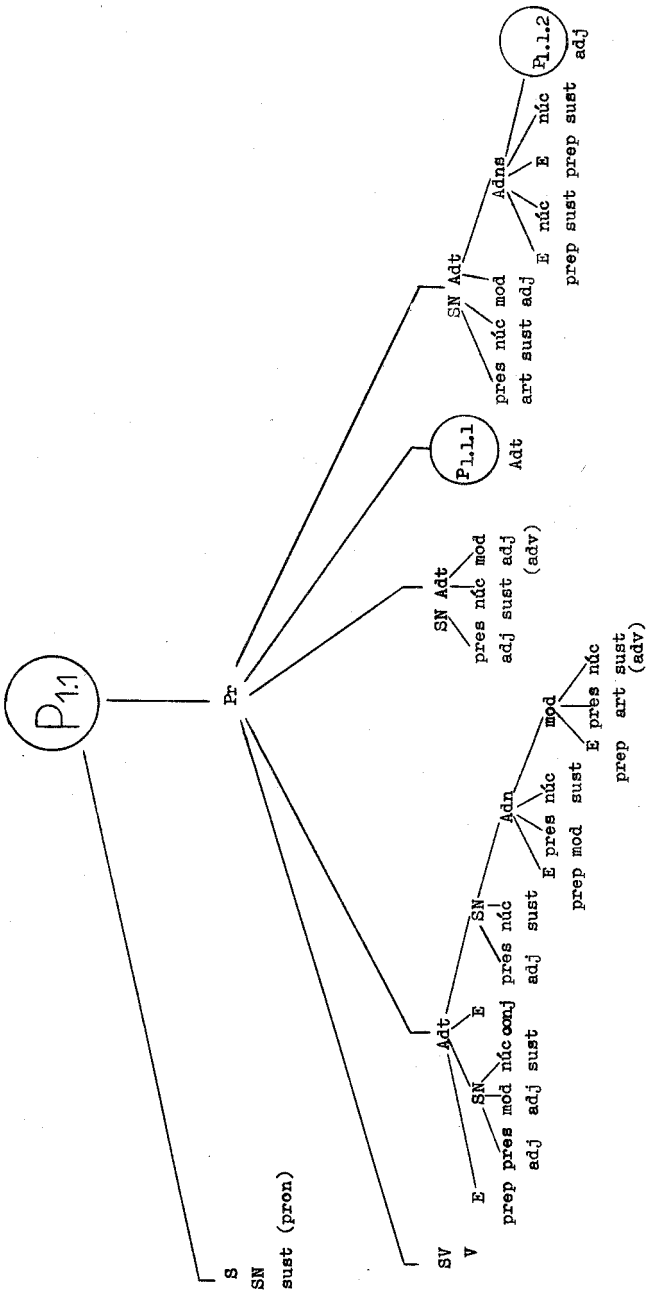 P1.1
Pr
S
SN
sust (pron)
SV
V
Adt
E SN E SN
prep pres mod núc conj pres núc
adj adj sust adj sust
Adn
E pres núc mod
prep mod sust
E pres núc
prep art sust
(adv)
SN Adt
pres núc mod
adj sust adj
(adv)
P1.1.1
Adt
SN Adt
pres núc mod
art sust adj
Adns
E núc E núc
prep sust prep sust
P1.1.2
adj